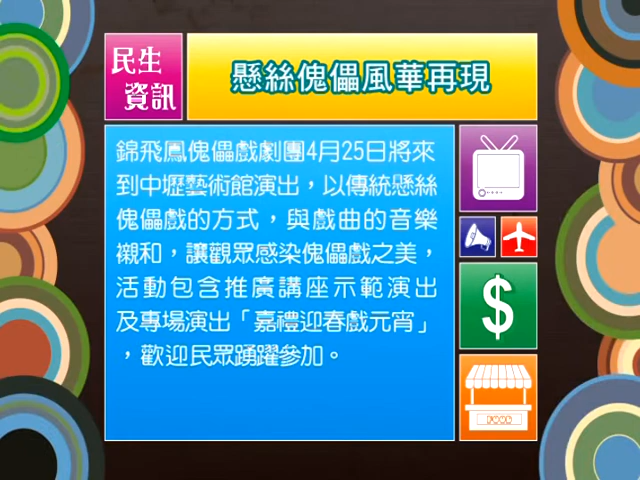 民生
資訊
懸絲傀儡風華再現
錦飛鳳傀儡戲劇團4月25日將來
到中壢藝術館演出，以傳統懸絲
傀儡戲的方式，與戲曲的音樂
襯和，讓觀眾感染傀儡戲之美，
活動包含推廣講座示範演出
及專場演出「嘉禮迎春戲元宵」
，歡迎民眾踴躍參加。
$